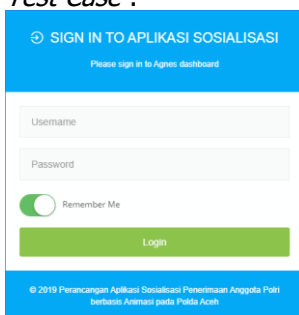 Test Case :
SIGN IN TO APLIKASI SOSIALISASI
Please sign in to Agnes dashboard
Username
Password
Remember Me
Login
© 2019 Perancangan Aplikasi Sosialisasi Penerimaan Anggota Polri
berbasis Animasi pada Polda Aceh